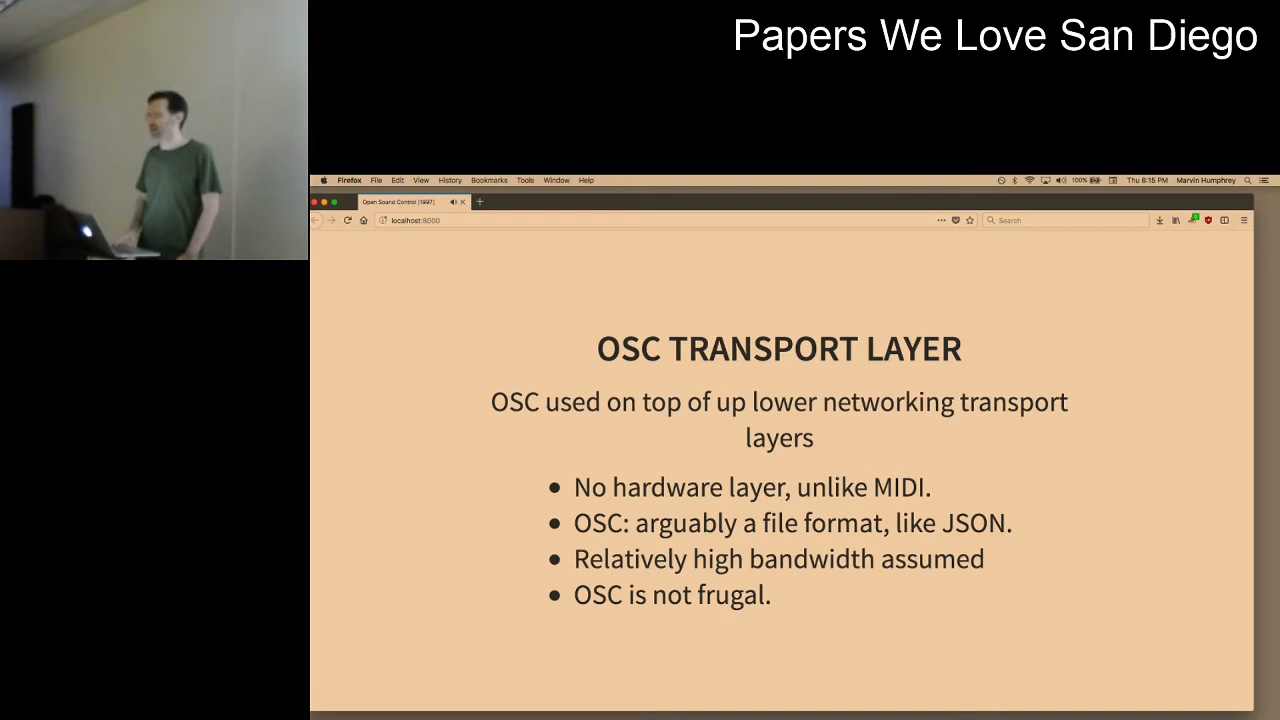 Papers We Love San Diego
Firefox File Edit View History Bookmarks Tools Window Help 100% Thu 8:15 PM Marvin Humphrey
Open Sound Control [1997]
localhost:8000 Search
OSC TRANSPORT LAYER
OSC used on top of up lower networking transport
layers
• No hardware layer, unlike MIDI.
• OSC: arguably a file format, like JSON.
• Relatively high bandwidth assumed
• OSC is not frugal.